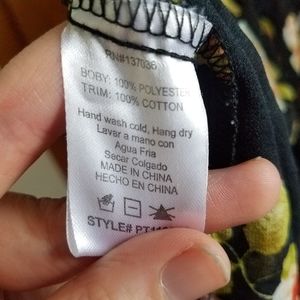 RN#137036
BOBY: 100% POLYESTER
TRIM: 100% COTTON
Hand wash cold, Hang dry
Lavar a mano con
Agua Fria
Secar Colgado
MADE IN CHINA
HECHO EN CHINA
STYLE#